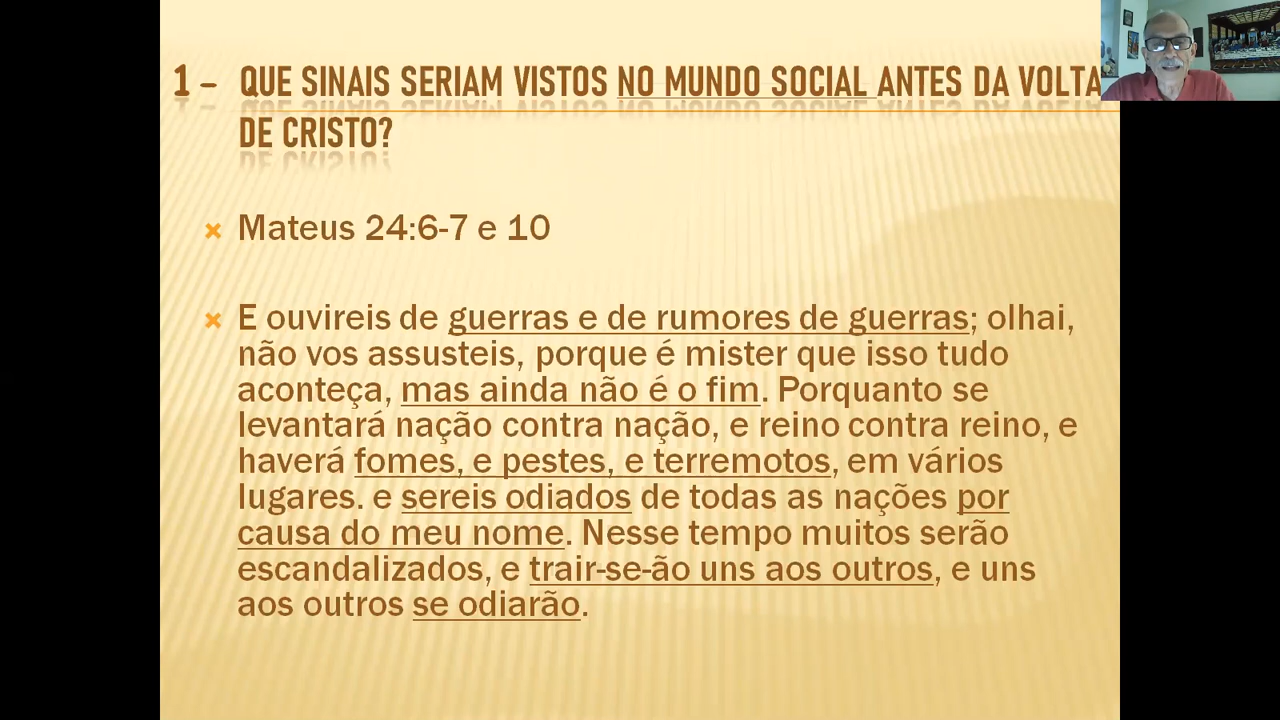 1 – QUE SINAIS SERIAM VISTOS NO MUNDO SOCIAL ANTES DA VOLTA
DE CRISTO?
Mateus 24:6-7 e 10
E ouvireis de guerras e de rumores de guerras; olhai,
não vos assusteis, porque é mister que isso tudo
aconteça, mas ainda não é o fim. Porquanto se
levantará nação contra nação, e reino contra reino, e
haverá fomes, e pestes, e terremotos, em vários
lugares. e sereis odiados de todas as nações por
causa do meu nome. Nesse tempo muitos serão
escandalizados, e trair-se-ão uns aos outros, e uns
aos outros se odiarão.